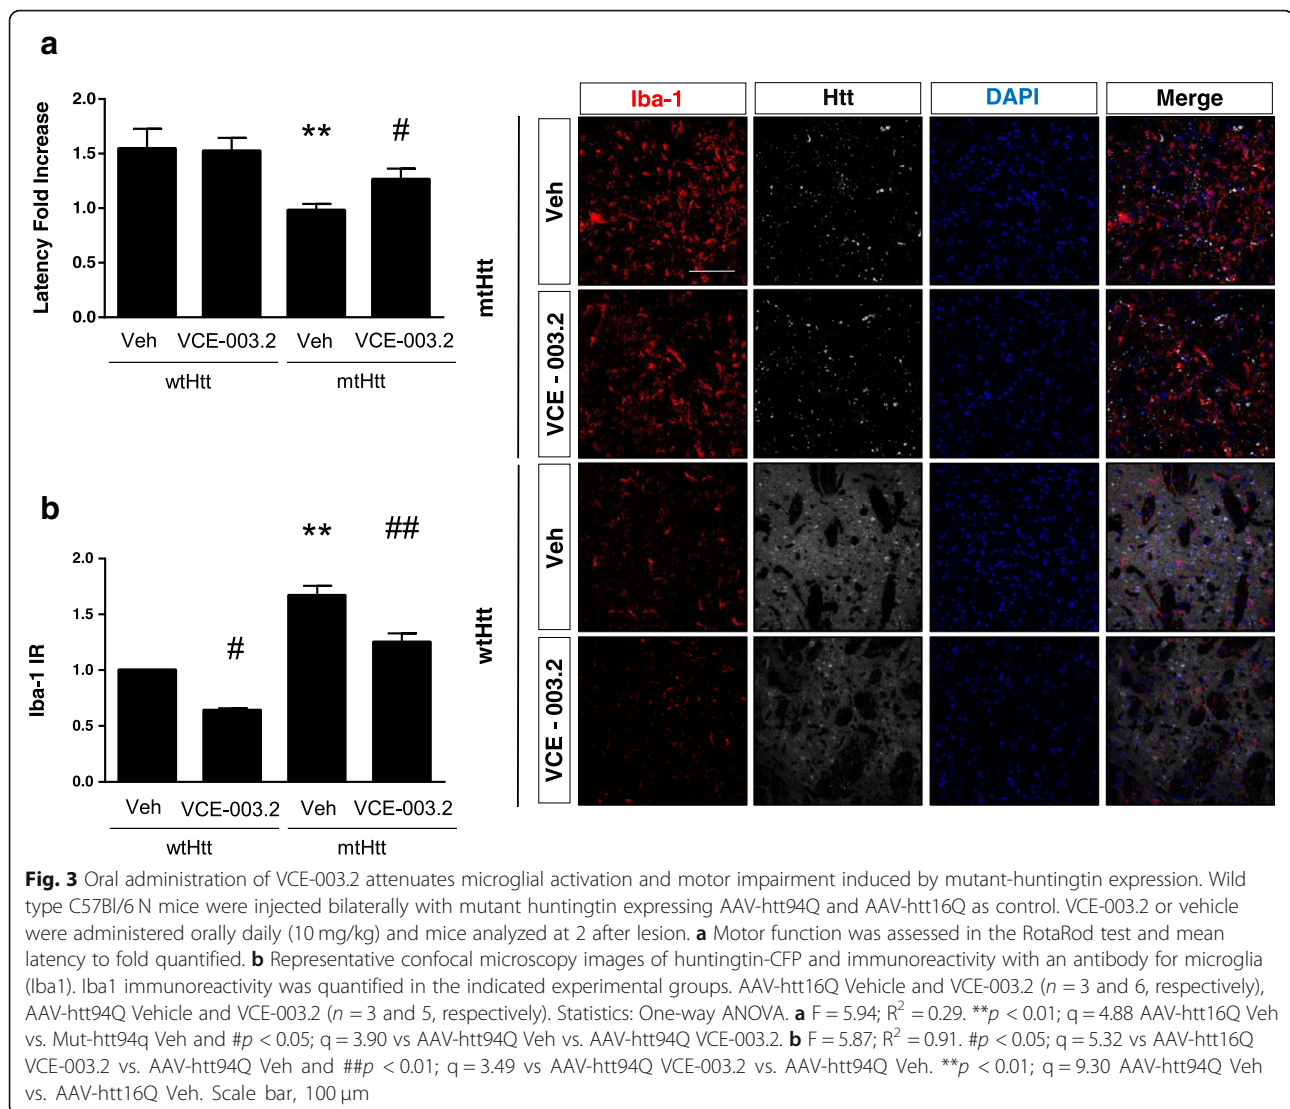 a
2.0
1.5
1.0
0.5
0.0
Latency Fold Increase
**
#
Veh VCE-003.2 Veh VCE-003.2
wtHtt mtHtt
b
2.0
1.5
1.0
0.5
0.0
Iba-1 IR
#
**
##
Veh VCE-003.2 Veh VCE-003.2
wtHtt mtHtt
Iba-1 Htt DAPI Merge
mtHtt
Veh
VCE - 003.2
wtHtt
Veh
VCE - 003.2
Fig. 3 Oral administration of VCE-003.2 attenuates microglial activation and motor impairment induced by mutant-huntingtin expression. Wild
type C57Bl/6 N mice were injected bilaterally with mutant huntingtin expressing AAV-htt94Q and AAV-htt16Q as control. VCE-003.2 or vehicle
were administered orally daily (10 mg/kg) and mice analyzed at 2 after lesion. a Motor function was assessed in the RotaRod test and mean
latency to fold quantified. b Representative confocal microscopy images of huntingtin-CFP and immunoreactivity with an antibody for microglia
(Iba1). Iba1 immunoreactivity was quantified in the indicated experimental groups. AAV-htt16Q Vehicle and VCE-003.2 (n = 3 and 6, respectively),
AAV-htt94Q Vehicle and VCE-003.2 (n = 3 and 5, respectively). Statistics: One-way ANOVA. a F = 5.94; R² = 0.29. **p < 0.01; q = 4.88 AAV-htt16Q Veh
vs. Mut-htt94q Veh and #p < 0.05; q = 3.90 vs AAV-htt94Q Veh vs. AAV-htt94Q VCE-003.2. b F = 5.87; R² = 0.91. #p < 0.05; q = 5.32 vs AAV-htt16Q
VCE-003.2 vs. AAV-htt94Q Veh and ##p < 0.01; q = 3.49 vs AAV-htt94Q VCE-003.2 vs. AAV-htt94Q Veh. **p < 0.01; q = 9.30 AAV-htt94Q Veh
vs. AAV-htt16Q Veh. Scale bar, 100 μm